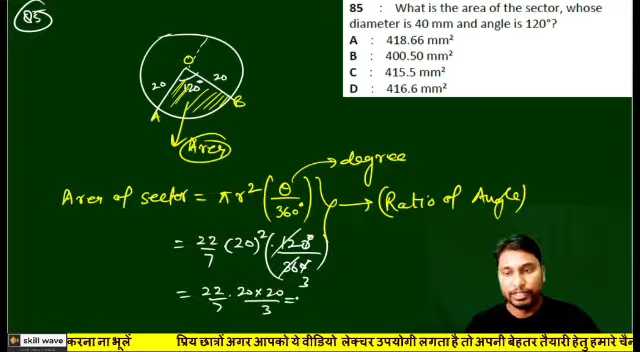 Q85
85 : What is the area of the sector, whose
diameter is 40 mm and angle is 120°?
A : 418.66 mm²
B : 400.50 mm²
C : 415.5 mm²
D : 416.6 mm²
O
20 20
120°
A B
Area
degree
Area of sector = πr² (θ/360°) → (Ratio of Angle)
= 22/7 (20)² · (120°/360°)
3
= 22/7 · 20×20/3 =
skill wave
करना ना भूलें प्रिय छात्रों अगर आपको ये वीडियो लेक्चर उपयोगी लगता है तो अपनी बेहतर तैयारी हेतु हमारे चैन